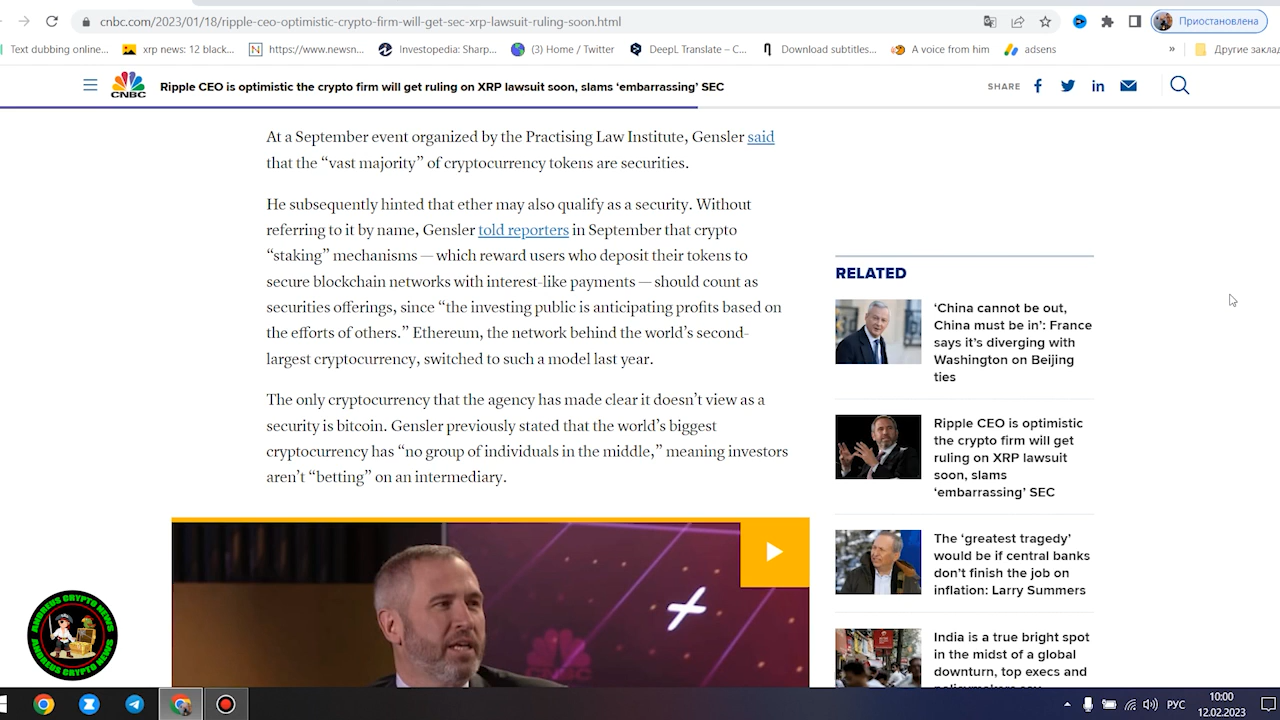 cnbc.com/2023/01/18/ripple-ceo-optimistic-crypto-firm-will-get-sec-xrp-lawsuit-ruling-soon.html
Приостановлена
Text dubbing online...
xrp news: 12 black...
https://www.newsn...
Investopedia: Sharp...
(3) Home / Twitter
DeepL Translate – C...
Download subtitles...
A voice from him
adsens
»
Другие заклад
CNBC
Ripple CEO is optimistic the crypto firm will get ruling on XRP lawsuit soon, slams ‘embarrassing’ SEC
SHARE
At a September event organized by the Practising Law Institute, Gensler said
that the “vast majority” of cryptocurrency tokens are securities.
He subsequently hinted that ether may also qualify as a security. Without
referring to it by name, Gensler told reporters in September that crypto
“staking” mechanisms — which reward users who deposit their tokens to
secure blockchain networks with interest-like payments — should count as
securities offerings, since “the investing public is anticipating profits based on
the efforts of others.” Ethereum, the network behind the world’s second-
largest cryptocurrency, switched to such a model last year.
The only cryptocurrency that the agency has made clear it doesn’t view as a
security is bitcoin. Gensler previously stated that the world’s biggest
cryptocurrency has “no group of individuals in the middle,” meaning investors
aren’t “betting” on an intermediary.
RELATED
‘China cannot be out,
China must be in’: France
says it’s diverging with
Washington on Beijing
ties
Ripple CEO is optimistic
the crypto firm will get
ruling on XRP lawsuit
soon, slams
‘embarrassing’ SEC
The ‘greatest tragedy’
would be if central banks
don’t finish the job on
inflation: Larry Summers
India is a true bright spot
in the midst of a global
downturn, top execs and
ANDREUS CRYPTO NEWS
ANDREUS CRYPTO NEWS
РУС
10:00
12.02.2023